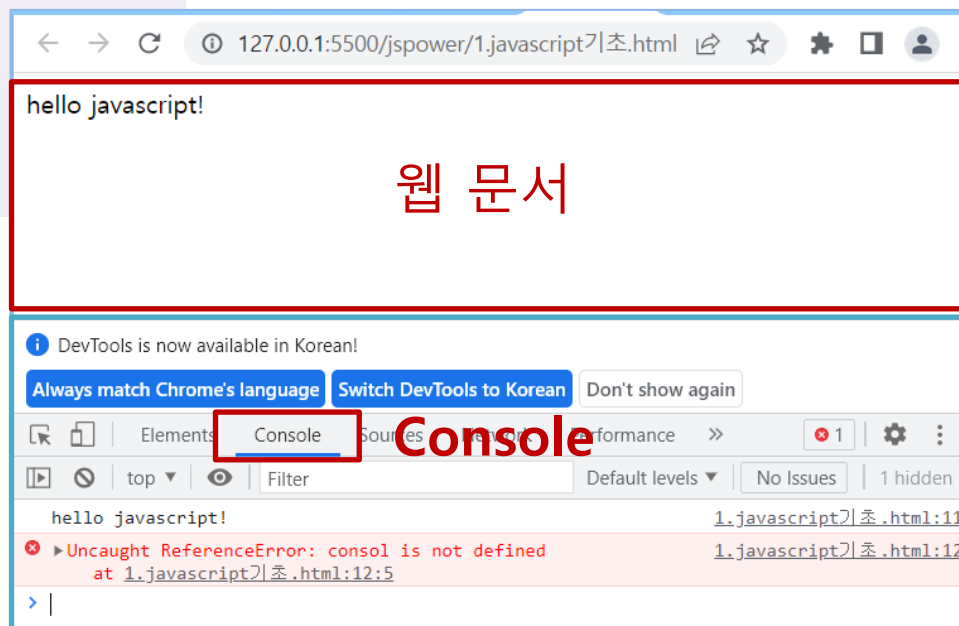 127.0.0.1:5500/jspower/1.javascript기초.html
hello javascript!
웹 문서
DevTools is now available in Korean!
Always match Chrome's language Switch DevTools to Korean Don't show again
Elements Console Sources Network Performance » 1
Console
top Filter Default levels No Issues 1 hidden
hello javascript! 1.javascript기초.html:11
Uncaught ReferenceError: consol is not defined 1.javascript기초.html:12
at 1.javascript기초.html:12:5